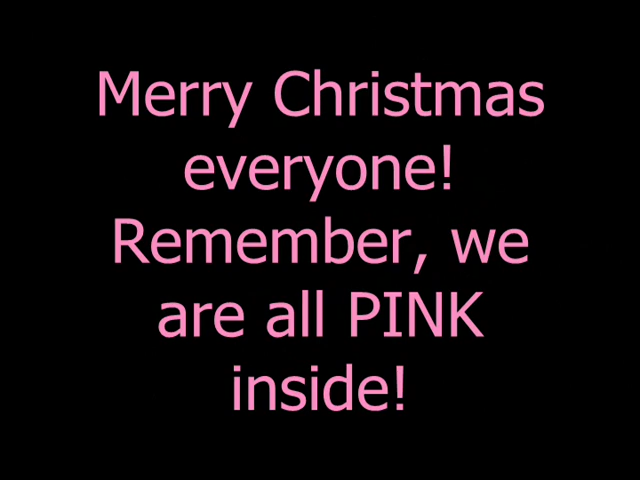 Merry Christmas
everyone!
Remember, we
are all PINK
inside!